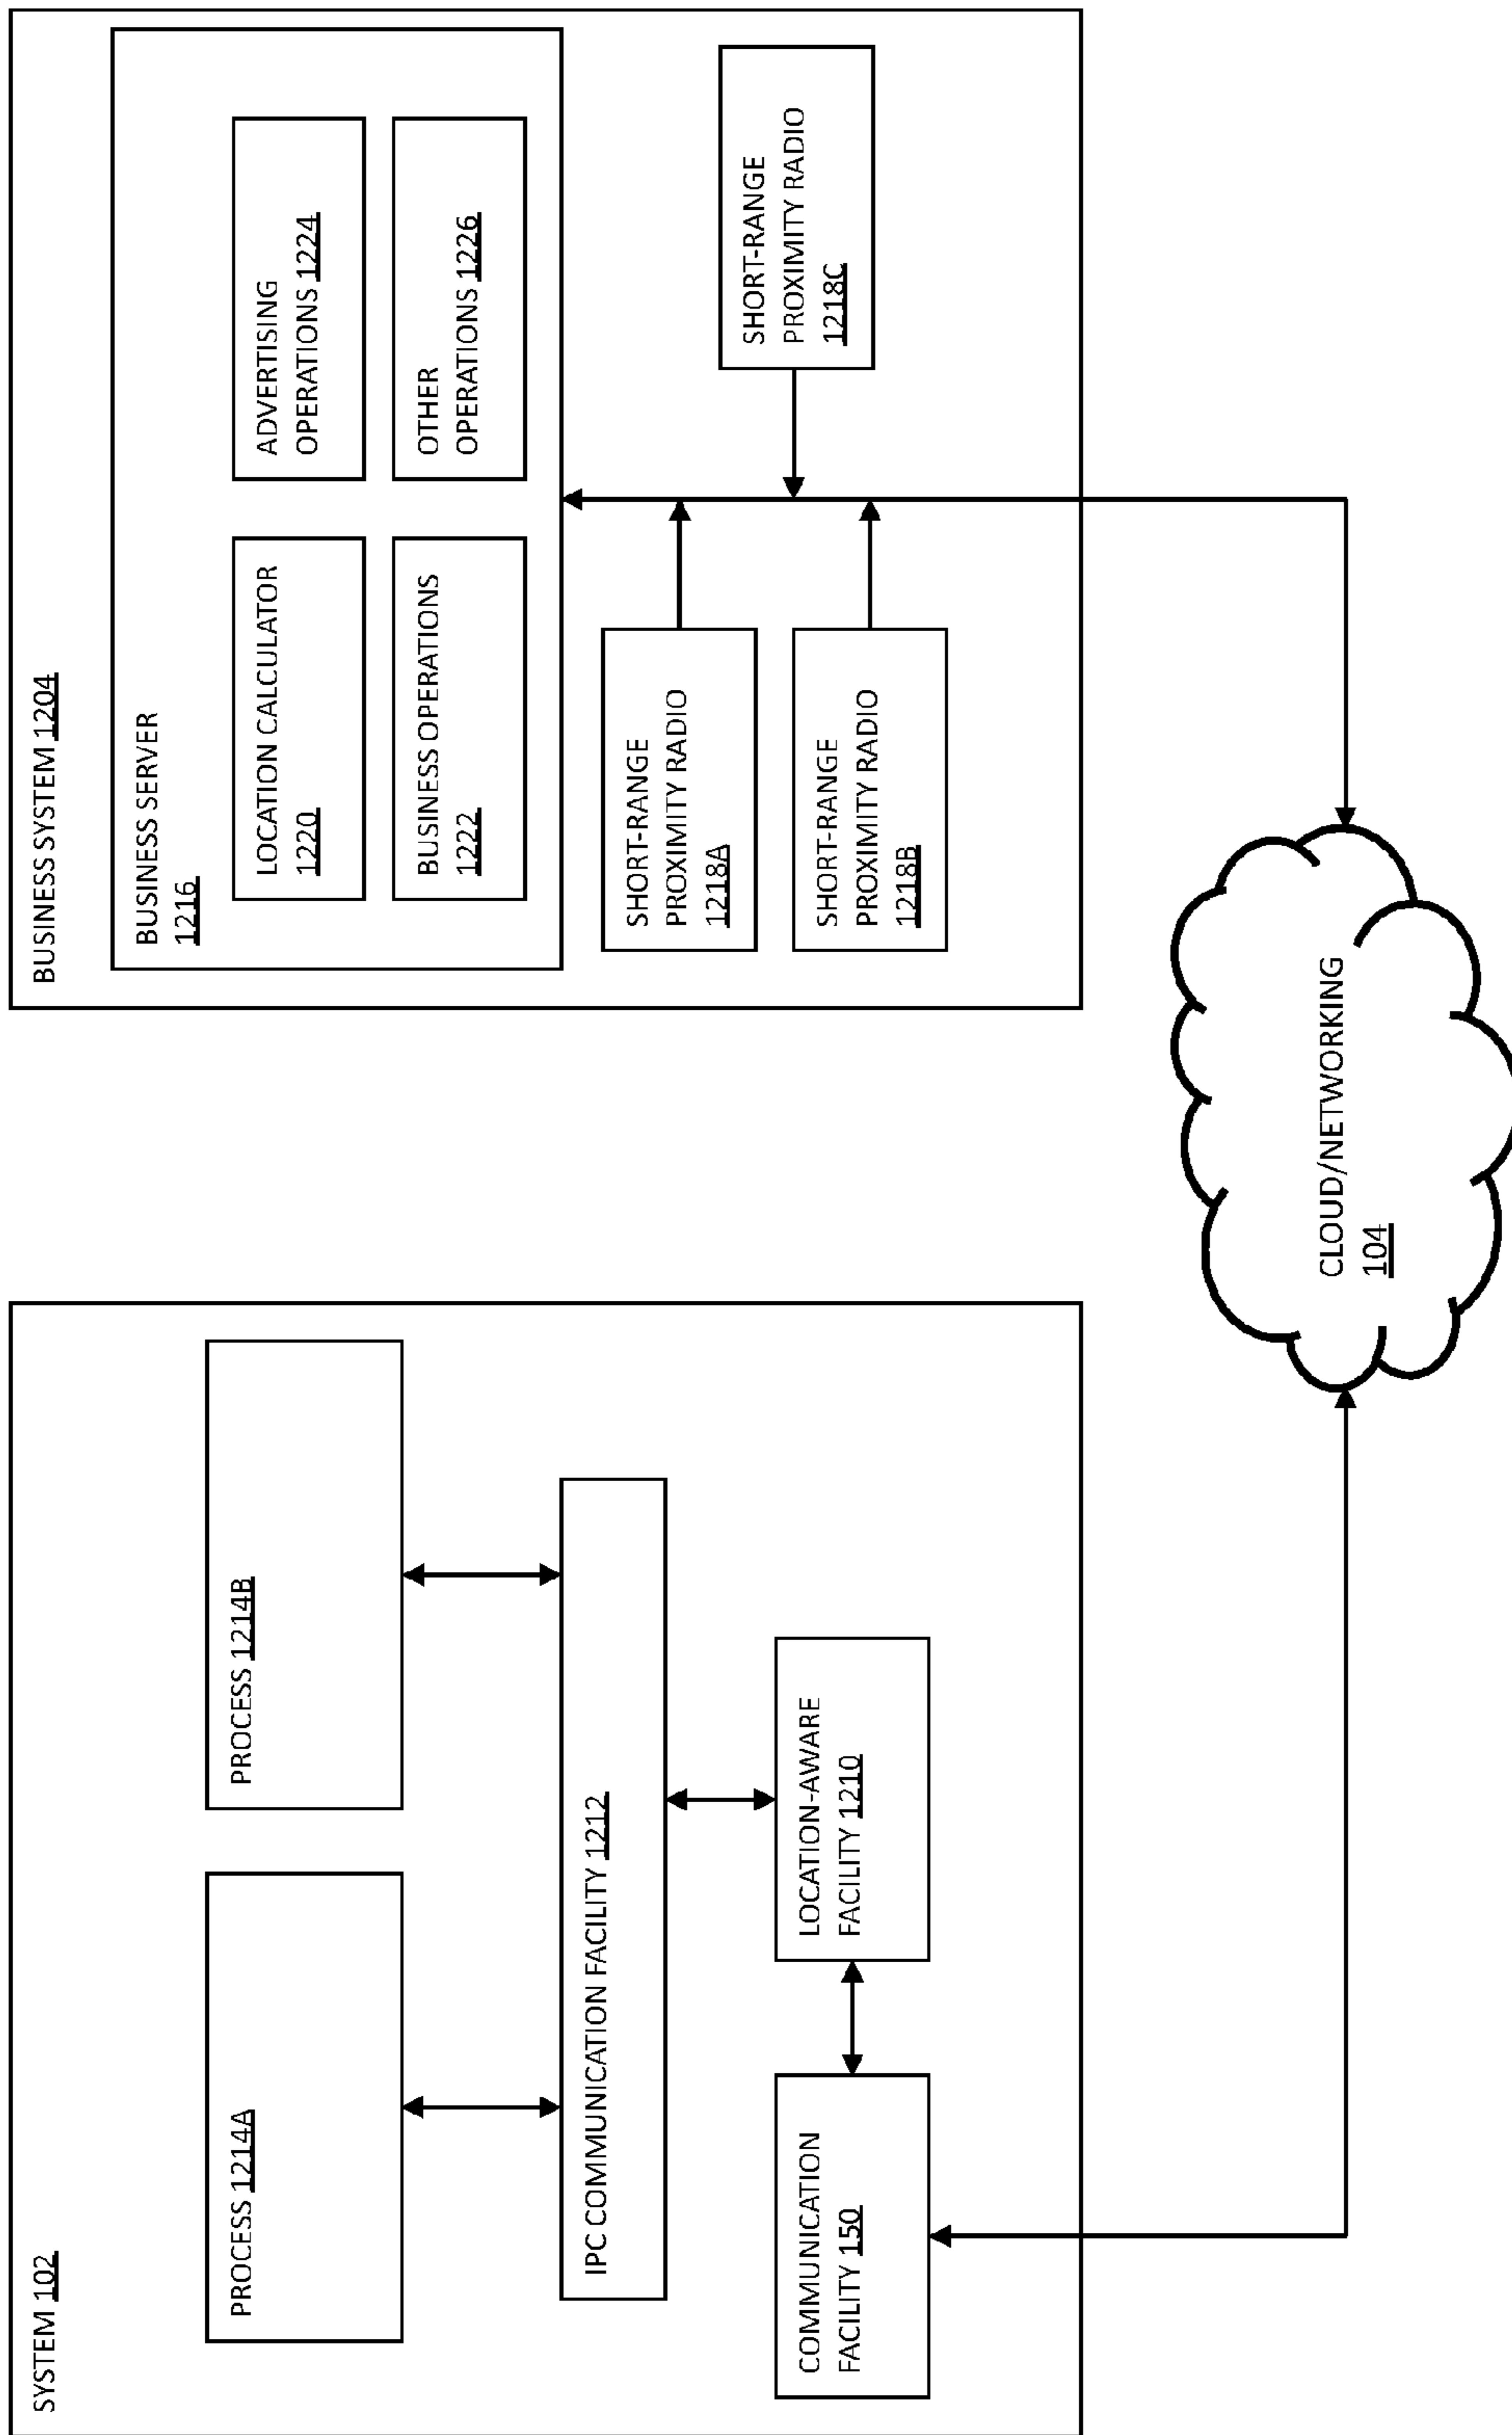 SYSTEM 102
PROCESS 1214A
PROCESS 1214B
IPC COMMUNICATION FACILITY 1212
COMMUNICATION
FACILITY 150
LOCATION-AWARE
FACILITY 1210
BUSINESS SYSTEM 1204
BUSINESS SERVER
1216
LOCATION CALCULATOR
1220
ADVERTISING
OPERATIONS 1224
BUSINESS OPERATIONS
1222
OTHER
OPERATIONS 1226
SHORT-RANGE
PROXIMITY RADIO
1218A
SHORT-RANGE
PROXIMITY RADIO
1218B
SHORT-RANGE
PROXIMITY RADIO
1218C
CLOUD/NETWORKING
104